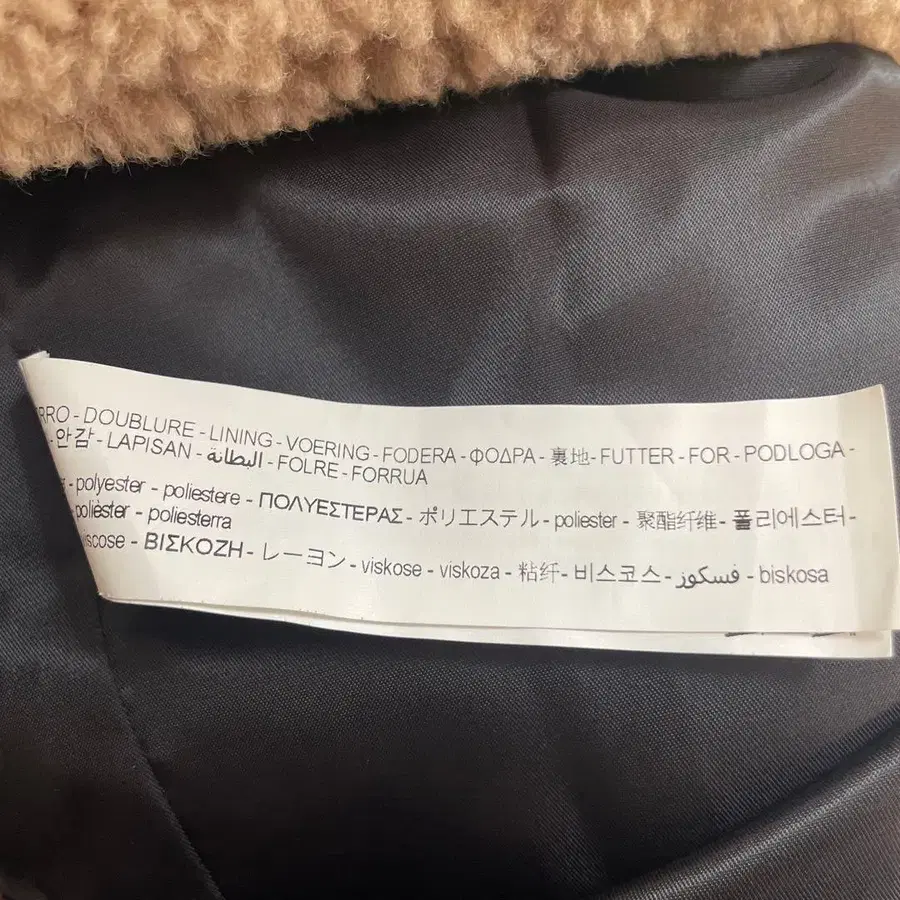 RRO - DOUBLURE - LINING - VOERING - FODERA - ΦΟΔΡΑ - 裏地 - FUTTER - FOR - PODLOGA -
안감 - LAPISAN - البطانة - FOLRE - FORRUA
- polyester - poliestere - ΠΟΛΥΕΣΤΕΡΑΣ - ポリエステル - poliester - 聚酯纤维 - 폴리에스터 -
polièster - poliesterra
iscose - ΒΙΣΚΟΖΗ - レーヨン - viskose - viskoza - 粘纤 - 비스코스 - فسكوز - biskosa